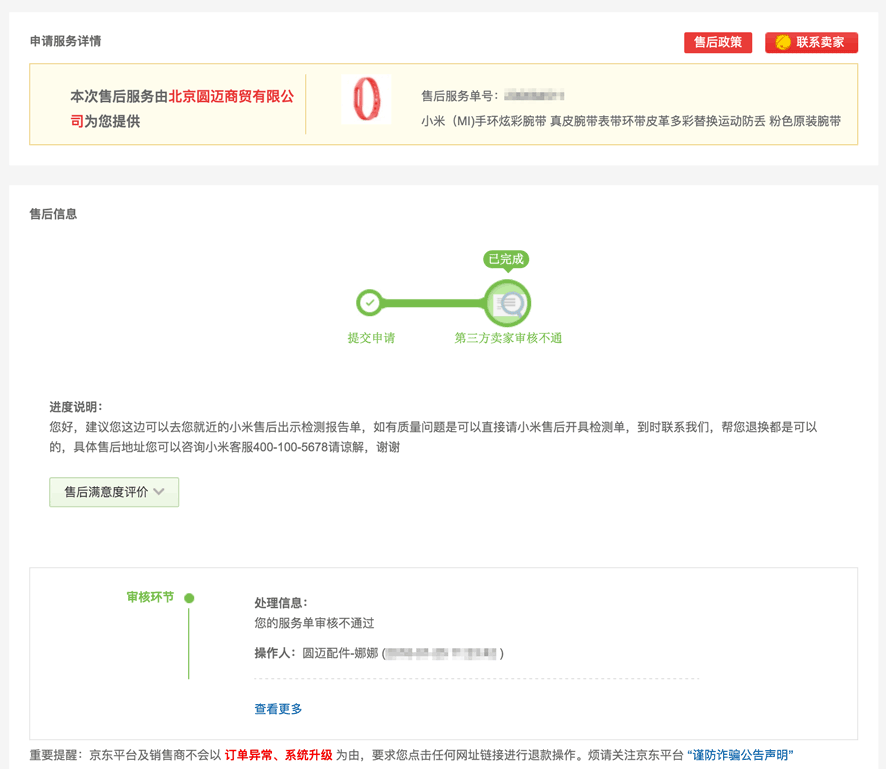 申请服务详情
售后政策
联系卖家
本次售后服务由北京圆迈商贸有限公
司为您提供
售后服务单号：
小米（MI)手环炫彩腕带 真皮腕带表带环带皮革多彩替换运动防丢 粉色原装腕带
售后信息
已完成
提交申请
第三方卖家审核不通
进度说明：
您好，建议您这边可以去您就近的小米售后出示检测报告单，如有质量问题是可以直接请小米售后开具检测单，到时联系我们，帮您退换都是可以
的，具体售后地址您可以咨询小米客服400-100-5678请谅解，谢谢
售后满意度评价
审核环节
处理信息：
您的服务单审核不通过
操作人：圆迈配件-娜娜 ( )
查看更多
重要提醒：京东平台及销售商不会以 订单异常、系统升级 为由，要求您点击任何网址链接进行退款操作。烦请关注京东平台 “谨防诈骗公告声明”